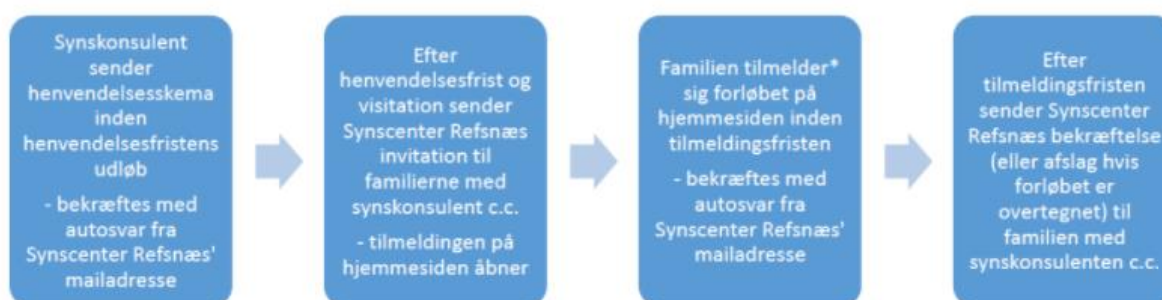 Synskonsulent
sender
henvendelsesskema
inden
henvendelsesfristens
udløb
- bekræftes med
autosvar fra
Synscenter Refsnæs'
mailadresse
Efter
henvendelsesfrist og
visitation sender
Synscenter Refsnæs
invitation til
familierne med
synskonsulent c.c.
- tilmeldingen på
hjemmesiden åbner
Familien tilmelder*
sig forløbet på
hjemmesiden inden
tilmeldingsfristen
- bekræftes med
autosvar fra
Synscenter Refsnæs'
mailadresse
Efter
tilmeldingsfristen
sender Synscenter
Refsnæs bekræftelse
(eller afslag hvis
forløbet er
overtegnet) til
familien med
synskonsulenten c.c.